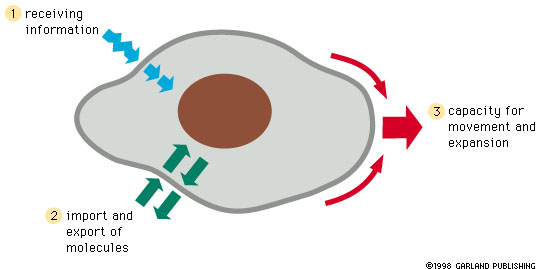 1 receiving
information
2 import and
export of
molecules
3 capacity for
movement and
expansion
©1998 GARLAND PUBLISHING